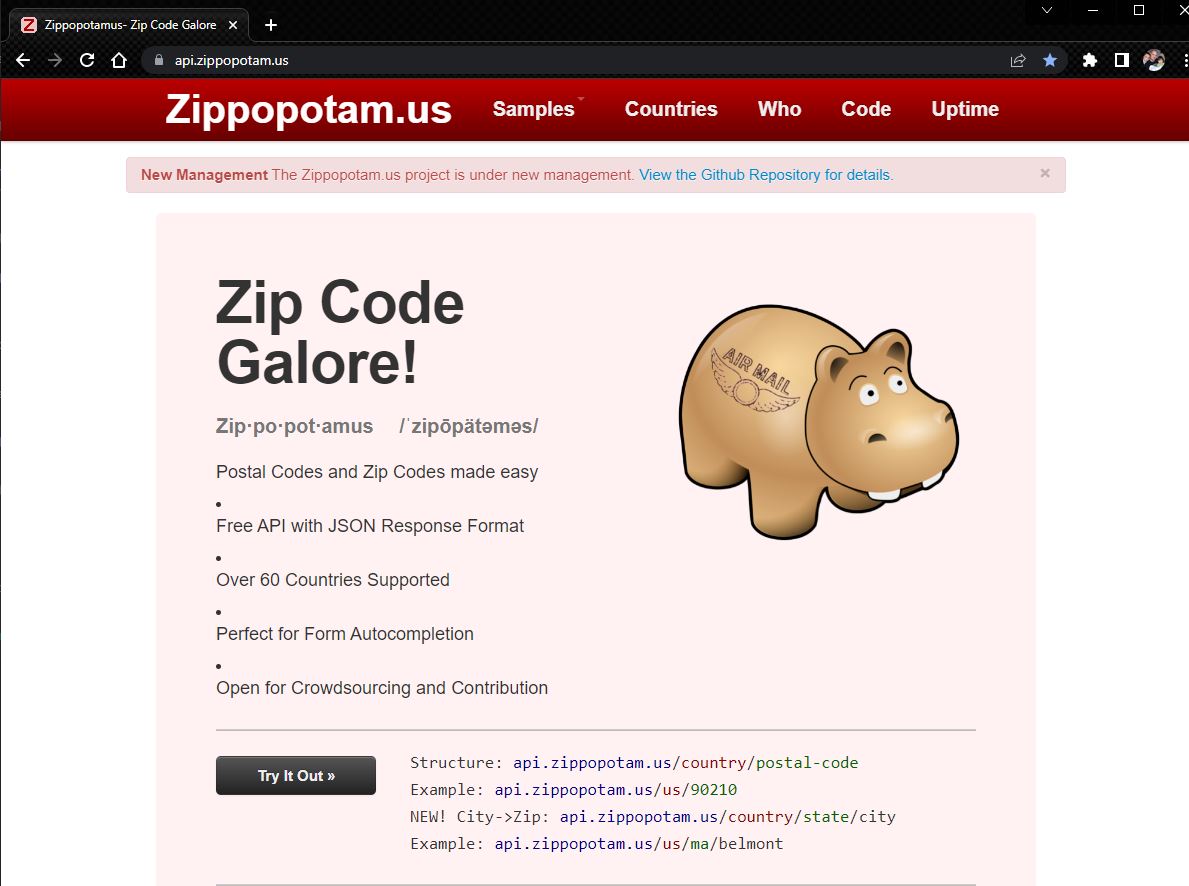 Zippopotamus- Zip Code Galore
api.zippopotam.us
Zippopotam.us Samples Countries Who Code Uptime
New Management The Zippopotam.us project is under new management. View the Github Repository for details.
Zip Code
Galore!
AIR MAIL
Zip·po·pot·amus /ˈzipōpätəməs/
Postal Codes and Zip Codes made easy
Free API with JSON Response Format
Over 60 Countries Supported
Perfect for Form Autocompletion
Open for Crowdsourcing and Contribution
Try It Out »
Structure: api.zippopotam.us/country/postal-code
Example: api.zippopotam.us/us/90210
NEW! City->Zip: api.zippopotam.us/country/state/city
Example: api.zippopotam.us/us/ma/belmont